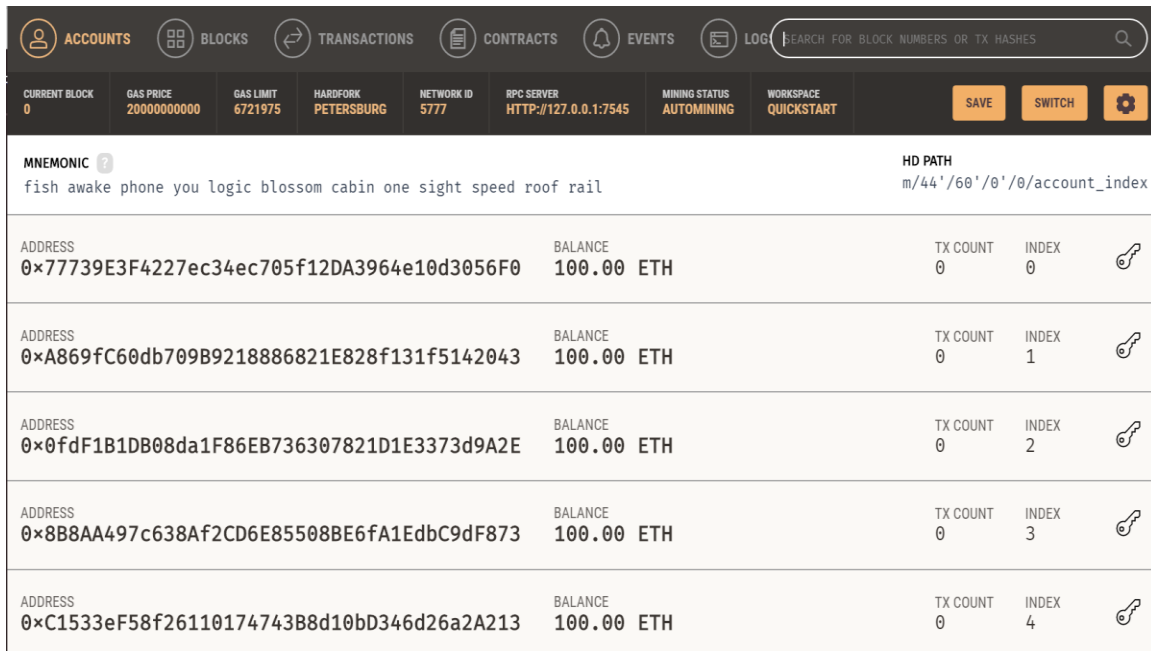 ACCOUNTS BLOCKS TRANSACTIONS CONTRACTS EVENTS LOGS SEARCH FOR BLOCK NUMBERS OR TX HASHES
CURRENT BLOCK GAS PRICE GAS LIMIT HARDFORK NETWORK ID RPC SERVER MINING STATUS WORKSPACE
0 20000000000 6721975 PETERSBURG 5777 HTTP://127.0.0.1:7545 AUTOMINING QUICKSTART SAVE SWITCH
MNEMONIC ? HD PATH
fish awake phone you logic blossom cabin one sight speed roof rail m/44'/60'/0'/0/account_index
ADDRESS BALANCE TX COUNT INDEX
0×77739E3F4227ec34ec705f12DA3964e10d3056F0 100.00 ETH 0 0
ADDRESS BALANCE TX COUNT INDEX
0×A869fC60db709B9218886821E828f131f5142043 100.00 ETH 0 1
ADDRESS BALANCE TX COUNT INDEX
0×0fdF1B1DB08da1F86EB736307821D1E3373d9A2E 100.00 ETH 0 2
ADDRESS BALANCE TX COUNT INDEX
0×8B8AA497c638Af2CD6E85508BE6fA1EdbC9dF873 100.00 ETH 0 3
ADDRESS BALANCE TX COUNT INDEX
0×C1533eF58f26110174743B8d10bD346d26a2A213 100.00 ETH 0 4